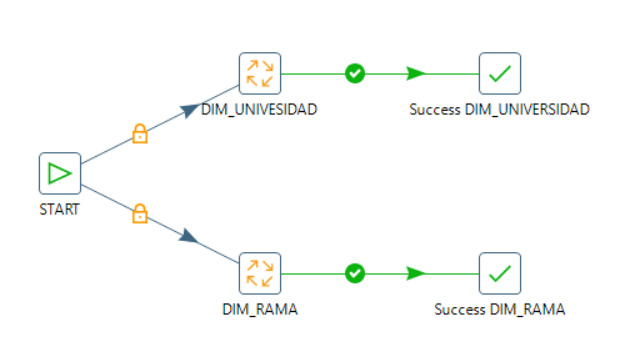 DIM_UNIVESIDAD
Success DIM_UNIVERSIDAD
START
DIM_RAMA
Success DIM_RAMA